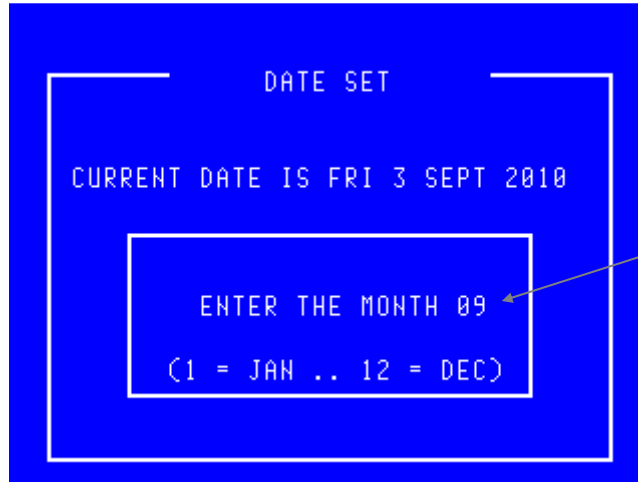 DATE SET
CURRENT DATE IS FRI 3 SEPT 2010
ENTER THE MONTH 09
(1 = JAN .. 12 = DEC)